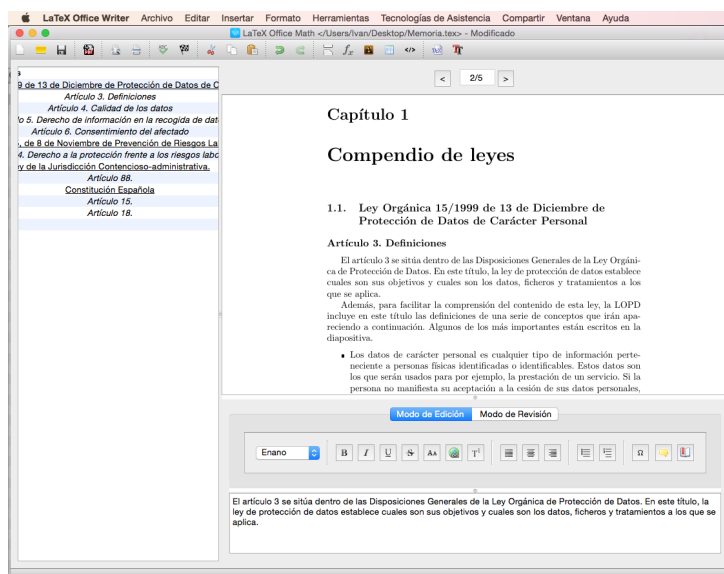 LaTeX Office Writer Archivo Editar Insertar Formato Herramientas Tecnologías de Asistencia Compartir Ventana Ayuda
LaTeX Office Math </Users/Ivan/Desktop/Memoria.tex> - Modificado
s
9 de 13 de Diciembre de Protección de Datos de C
Artículo 3. Definiciones
Artículo 4. Calidad de los datos
lo 5. Derecho de información en la recogida de dat
Artículo 6. Consentimiento del afectado
, de 8 de Noviembre de Prevención de Riesgos La
4. Derecho a la protección frente a los riesgos labo
ey de la Jurisdicción Contencioso-administrativa.
Artículo 88.
Constitución Española
Artículo 15.
Artículo 18.
< 2/5 >
Capítulo 1
Compendio de leyes
1.1. Ley Orgánica 15/1999 de 13 de Diciembre de
Protección de Datos de Carácter Personal
Artículo 3. Definiciones
El artículo 3 se sitúa dentro de las Disposiciones Generales de la Ley Orgáni-
ca de Protección de Datos. En este título, la ley de protección de datos establece
cuales son sus objetivos y cuales son los datos, ficheros y tratamientos a los
que se aplica.
Además, para facilitar la comprensión del contenido de esta ley, la LOPD
incluye en este título las definiciones de una serie de conceptos que irán apa-
reciendo a continuación. Algunos de los más importantes están escritos en la
diapositiva.
▪ Los datos de carácter personal es cualquier tipo de información perte-
neciente a personas físicas identificadas o identificables. Estos datos son
los que serán usados para por ejemplo, la prestación de un servicio. Si la
persona no manifiesta su aceptación a la cesión de sus datos personales,
Modo de Edición Modo de Revisión
Enano B I U S AA T¹ Ω
El artículo 3 se sitúa dentro de las Disposiciones Generales de la Ley Orgánica de Protección de Datos. En este título, la
ley de protección de datos establece cuales son sus objetivos y cuales son los datos, ficheros y tratamientos a los que se
aplica.